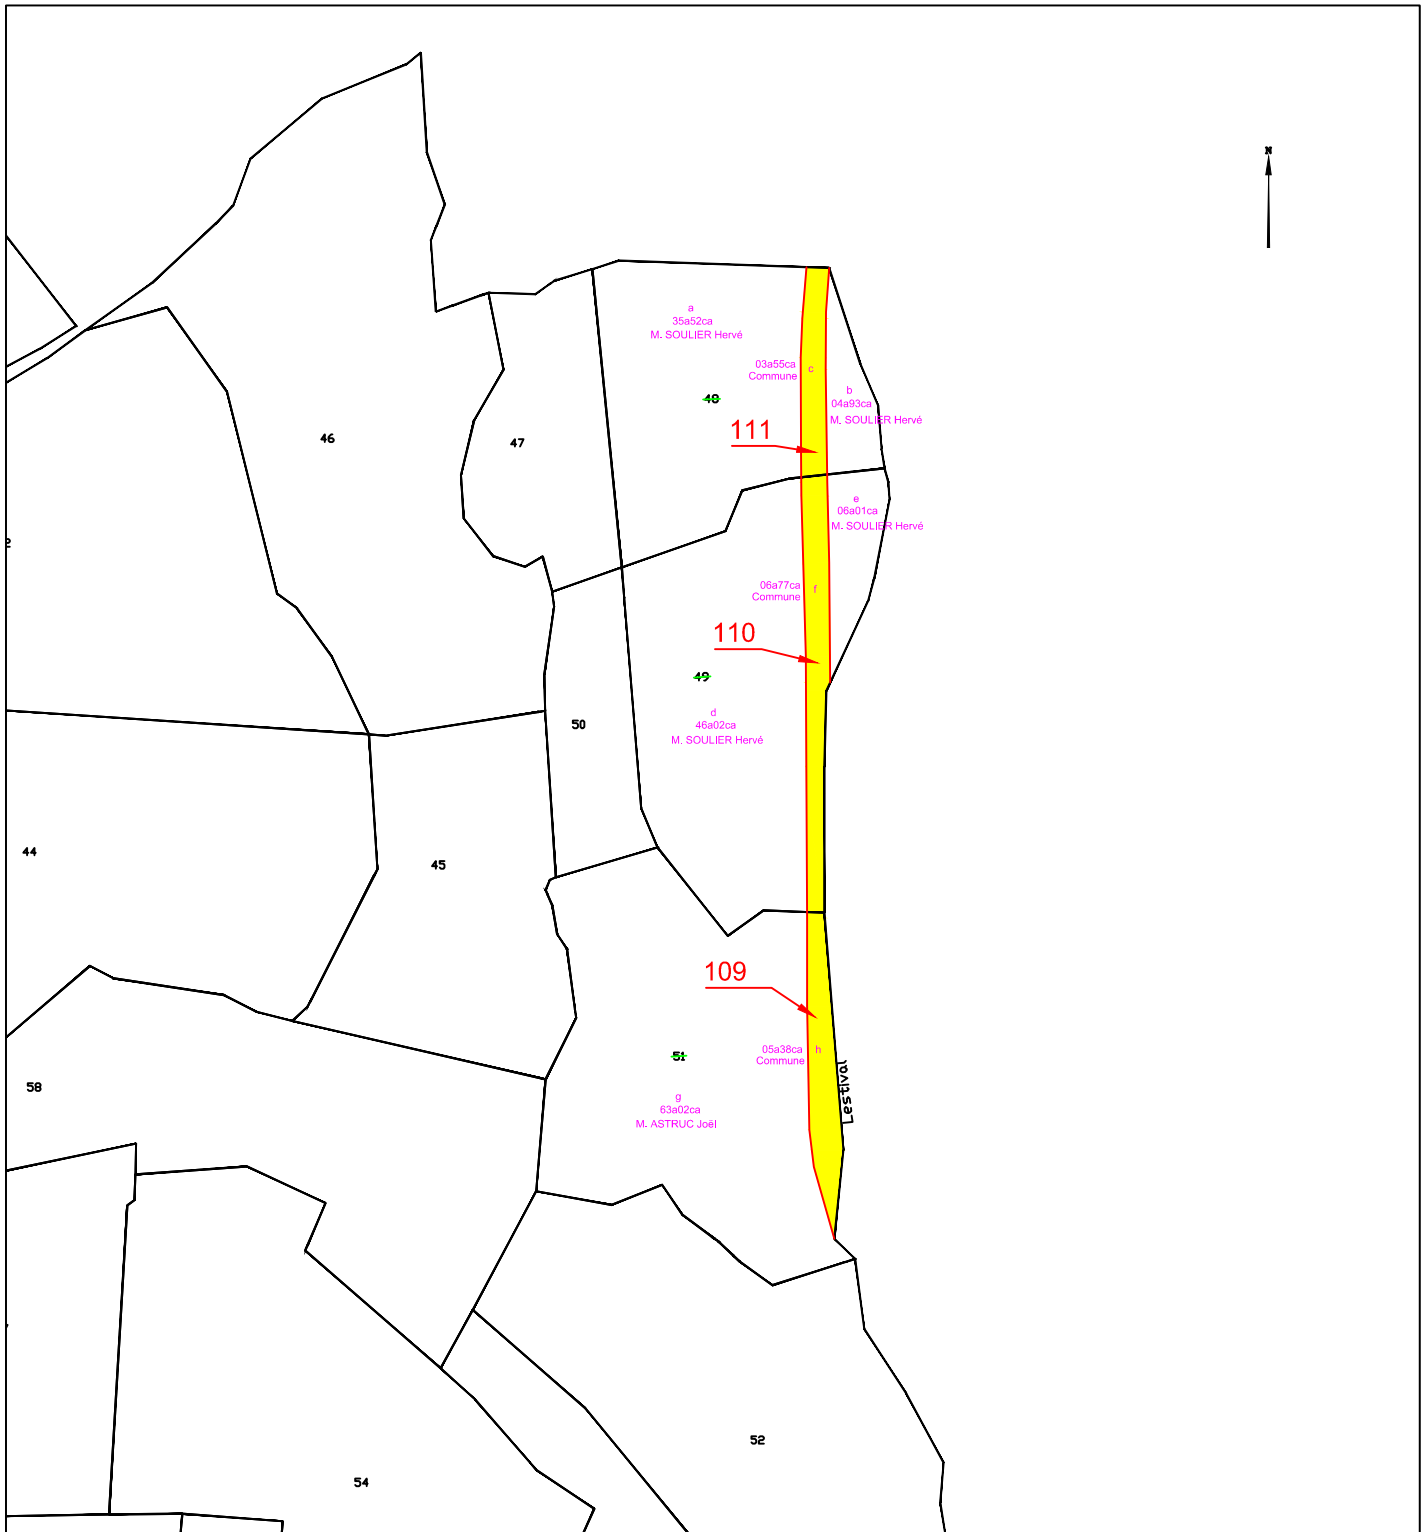 N
a
35a52ca
M. SOULIER Hervé
03a55ca
Commune
c
b
04a93ca
M. SOULIER Hervé
48
111
46
47
e
06a01ca
M. SOULIER Hervé
2
06a77ca
Commune
f
110
49
d
46a02ca
M. SOULIER Hervé
50
44
45
109
05a38ca
Commune
h
51
Lestival
58
g
63a02ca
M. ASTRUC Joël
52
54